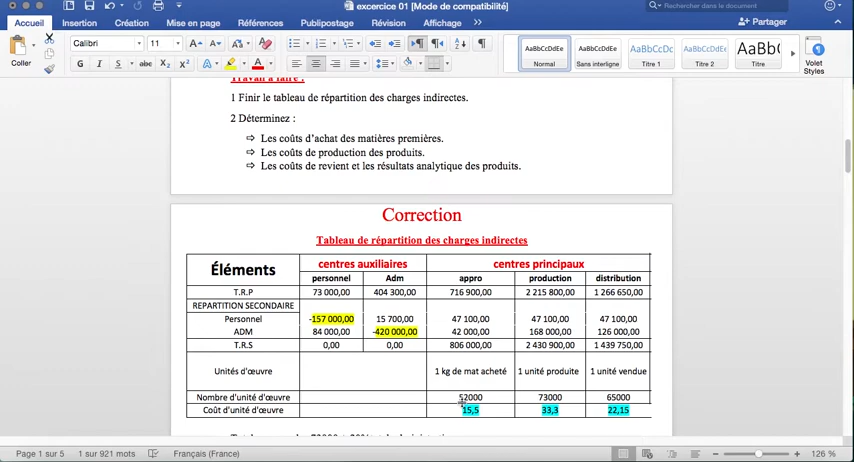 excercice 01 [Mode de compatibilité]
Rechercher dans le document
Accueil Insertion Création Mise en page Références Publipostage Révision Affichage
Partager
Coller
Calibri 11
G I S abc X₂ X²
AaBbCcDdEe Normal
AaBbCcDdEe Sans interligne
AaBbCcDc Titre 1
AaBbCcDdEe Titre 2
AaBb( Titre
Volet Styles
Travail à faire :
1 Finir le tableau de répartition des charges indirectes.
2 Déterminez :
⇨ Les coûts d'achat des matières premières.
⇨ Les coûts de production des produits.
⇨ Les coûts de revient et les résultats analytique des produits.
Correction
Tableau de répartition des charges indirectes
Éléments centres auxiliaires centres principaux
personnel Adm appro production distribution
T.R.P 73 000,00 404 300,00 716 900,00 2 215 800,00 1 266 650,00
REPARTITION SECONDAIRE
Personnel -157 000,00 15 700,00 47 100,00 47 100,00 47 100,00
ADM 84 000,00 -420 000,00 42 000,00 168 000,00 126 000,00
T.R.S 0,00 0,00 806 000,00 2 430 900,00 1 439 750,00
Unités d'œuvre 1 kg de mat acheté 1 unité produite 1 unité vendue
Nombre d'unité d'œuvre 52000 73000 65000
Coût d'unité d'œuvre 15,5 33,3 22,15
Page 1 sur 5 1 sur 921 mots Français (France) 126 %